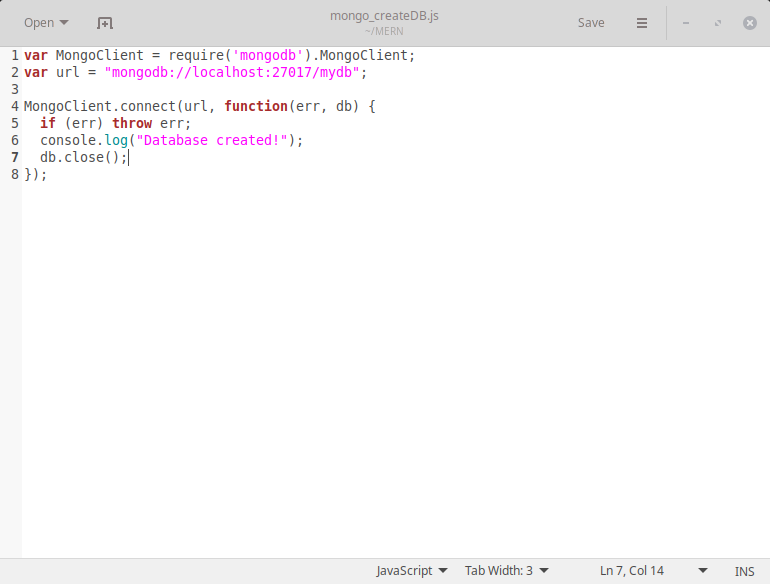 Open
mongo_createDB.js
~/MERN
Save
1 var MongoClient = require('mongodb').MongoClient;
2 var url = "mongodb://localhost:27017/mydb";
3
4 MongoClient.connect(url, function(err, db) {
5   if (err) throw err;
6   console.log("Database created!");
7   db.close();
8 });
JavaScript Tab Width: 3 Ln 7, Col 14 INS